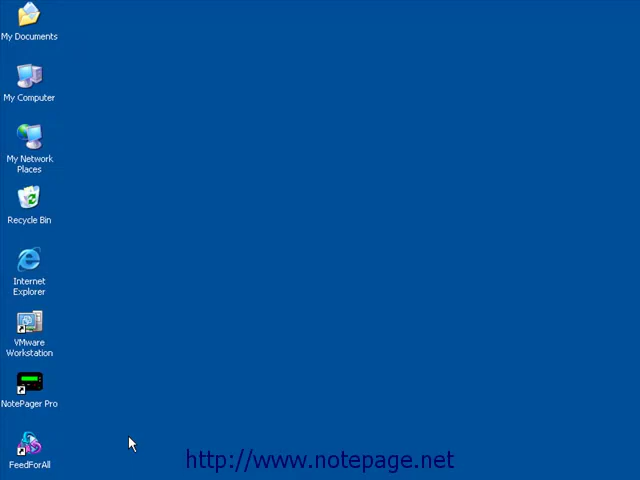 My Documents
My Computer
My Network
Places
Recycle Bin
Internet
Explorer
VMware
Workstation
NotePager Pro
FeedForAll
http://www.notepage.net